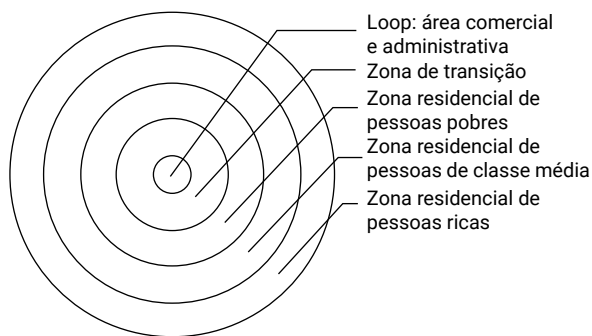 Loop: área comercial
e administrativa
Zona de transição
Zona residencial de
pessoas pobres
Zona residencial de
pessoas de classe média
Zona residencial de
pessoas ricas